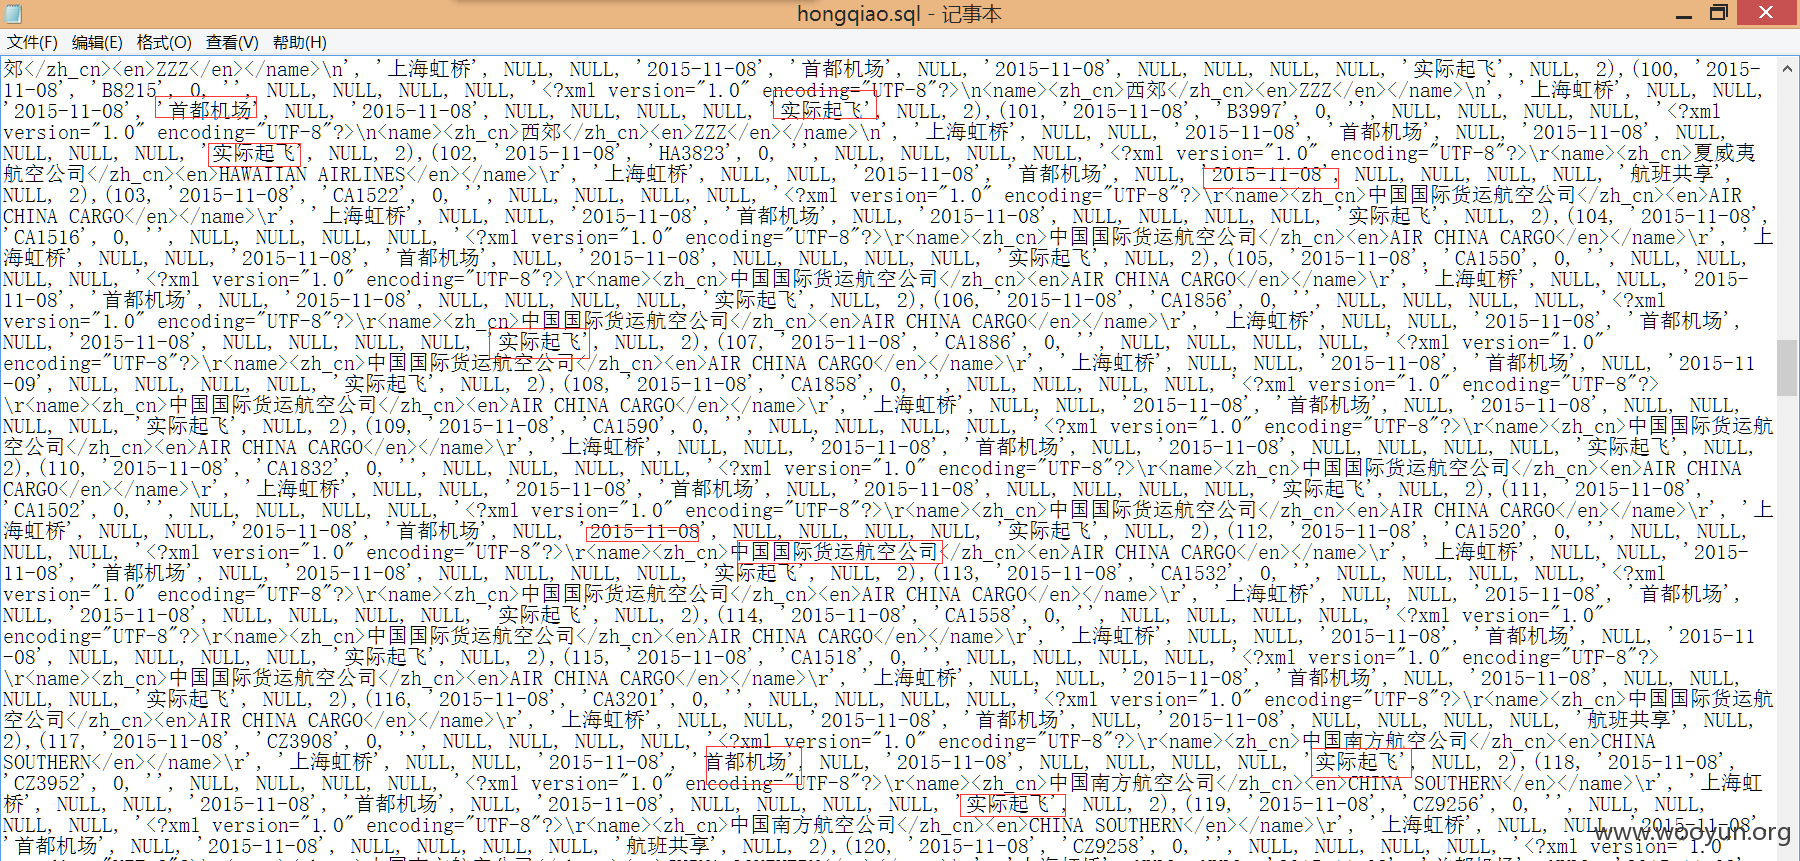 hongqiao.sql - 记事本
文件(F) 编辑(E) 格式(O) 查看(V) 帮助(H)
郊</zh_cn><en>ZZZ</en></name>\n', '上海虹桥', NULL, NULL, '2015-11-08', '首都机场', NULL, '2015-11-08', NULL, NULL, NULL, NULL, '实际起飞', NULL, 2),(100, '2015-
11-08', 'B8215', 0, '', NULL, NULL, NULL, NULL, '<?xml version="1.0" encoding="UTF-8"?>\n<name><zh_cn>西郊</zh_cn><en>ZZZ</en></name>\n', '上海虹桥', NULL, NULL,
'2015-11-08', '首都机场', NULL, '2015-11-08', NULL, NULL, NULL, NULL, '实际起飞', NULL, 2),(101, '2015-11-08', 'B3997', 0, '', NULL, NULL, NULL, NULL, '<?xml
version="1.0" encoding="UTF-8"?>\n<name><zh_cn>西郊</zh_cn><en>ZZZ</en></name>\n', '上海虹桥', NULL, NULL, '2015-11-08', '首都机场', NULL, '2015-11-08', NULL,
NULL, NULL, NULL, '实际起飞', NULL, 2),(102, '2015-11-08', 'HA3823', 0, '', NULL, NULL, NULL, NULL, '<?xml version="1.0" encoding="UTF-8"?>\r<name><zh_cn>夏威夷
航空公司</zh_cn><en>HAWAIIAN AIRLINES</en></name>\r', '上海虹桥', NULL, NULL, '2015-11-08', '首都机场', NULL, '2015-11-08', NULL, NULL, NULL, NULL, '航班共享',
NULL, 2),(103, '2015-11-08', 'CA1522', 0, '', NULL, NULL, NULL, NULL, '<?xml version="1.0" encoding="UTF-8"?>\r<name><zh_cn>中国国际货运航空公司</zh_cn><en>AIR
CHINA CARGO</en></name>\r', '上海虹桥', NULL, NULL, '2015-11-08', '首都机场', NULL, '2015-11-08', NULL, NULL, NULL, NULL, '实际起飞', NULL, 2),(104, '2015-11-08',
'CA1516', 0, '', NULL, NULL, NULL, NULL, '<?xml version="1.0" encoding="UTF-8"?>\r<name><zh_cn>中国国际货运航空公司</zh_cn><en>AIR CHINA CARGO</en></name>\r', '上
海虹桥', NULL, NULL, '2015-11-08', '首都机场', NULL, '2015-11-08', NULL, NULL, NULL, NULL, '实际起飞', NULL, 2),(105, '2015-11-08', 'CA1550', 0, '', NULL, NULL,
NULL, NULL, '<?xml version="1.0" encoding="UTF-8"?>\r<name><zh_cn>中国国际货运航空公司</zh_cn><en>AIR CHINA CARGO</en></name>\r', '上海虹桥', NULL, NULL, '2015-
11-08', '首都机场', NULL, '2015-11-08', NULL, NULL, NULL, NULL, '实际起飞', NULL, 2),(106, '2015-11-08', 'CA1856', 0, '', NULL, NULL, NULL, NULL, '<?xml
version="1.0" encoding="UTF-8"?>\r<name><zh_cn>中国国际货运航空公司</zh_cn><en>AIR CHINA CARGO</en></name>\r', '上海虹桥', NULL, NULL, '2015-11-08', '首都机场',
NULL, '2015-11-08', NULL, NULL, NULL, NULL, '实际起飞', NULL, 2),(107, '2015-11-08', 'CA1886', 0, '', NULL, NULL, NULL, NULL, '<?xml version="1.0"
encoding="UTF-8"?>\r<name><zh_cn>中国国际货运航空公司</zh_cn><en>AIR CHINA CARGO</en></name>\r', '上海虹桥', NULL, NULL, '2015-11-08', '首都机场', NULL, '2015-11
-09', NULL, NULL, NULL, NULL, '实际起飞', NULL, 2),(108, '2015-11-08', 'CA1858', 0, '', NULL, NULL, NULL, NULL, '<?xml version="1.0" encoding="UTF-8"?>
\r<name><zh_cn>中国国际货运航空公司</zh_cn><en>AIR CHINA CARGO</en></name>\r', '上海虹桥', NULL, NULL, '2015-11-08', '首都机场', NULL, '2015-11-08', NULL, NULL,
NULL, NULL, '实际起飞', NULL, 2),(109, '2015-11-08', 'CA1590', 0, '', NULL, NULL, NULL, NULL, '<?xml version="1.0" encoding="UTF-8"?>\r<name><zh_cn>中国国际货运航
空公司</zh_cn><en>AIR CHINA CARGO</en></name>\r', '上海虹桥', NULL, NULL, '2015-11-08', '首都机场', NULL, '2015-11-08', NULL, NULL, NULL, NULL, '实际起飞', NULL,
2),(110, '2015-11-08', 'CA1832', 0, '', NULL, NULL, NULL, NULL, '<?xml version="1.0" encoding="UTF-8"?>\r<name><zh_cn>中国国际货运航空公司</zh_cn><en>AIR CHINA
CARGO</en></name>\r', '上海虹桥', NULL, NULL, '2015-11-08', '首都机场', NULL, '2015-11-08', NULL, NULL, NULL, NULL, '实际起飞', NULL, 2),(111, '2015-11-08',
'CA1502', 0, '', NULL, NULL, NULL, NULL, '<?xml version="1.0" encoding="UTF-8"?>\r<name><zh_cn>中国国际货运航空公司</zh_cn><en>AIR CHINA CARGO</en></name>\r', '上
海虹桥', NULL, NULL, '2015-11-08', '首都机场', NULL, '2015-11-08', NULL, NULL, NULL, NULL, '实际起飞', NULL, 2),(112, '2015-11-08', 'CA1520', 0, '', NULL, NULL,
NULL, NULL, '<?xml version="1.0" encoding="UTF-8"?>\r<name><zh_cn>中国国际货运航空公司</zh_cn><en>AIR CHINA CARGO</en></name>\r', '上海虹桥', NULL, NULL, '2015-
11-08', '首都机场', NULL, '2015-11-08', NULL, NULL, NULL, NULL, '实际起飞', NULL, 2),(113, '2015-11-08', 'CA1532', 0, '', NULL, NULL, NULL, NULL, '<?xml
version="1.0" encoding="UTF-8"?>\r<name><zh_cn>中国国际货运航空公司</zh_cn><en>AIR CHINA CARGO</en></name>\r', '上海虹桥', NULL, NULL, '2015-11-08', '首都机场',
NULL, '2015-11-08', NULL, NULL, NULL, NULL, '实际起飞', NULL, 2),(114, '2015-11-08', 'CA1558', 0, '', NULL, NULL, NULL, NULL, '<?xml version="1.0"
encoding="UTF-8"?>\r<name><zh_cn>中国国际货运航空公司</zh_cn><en>AIR CHINA CARGO</en></name>\r', '上海虹桥', NULL, NULL, '2015-11-08', '首都机场', NULL, '2015-11
-08', NULL, NULL, NULL, NULL, '实际起飞', NULL, 2),(115, '2015-11-08', 'CA1518', 0, '', NULL, NULL, NULL, NULL, '<?xml version="1.0" encoding="UTF-8"?>
\r<name><zh_cn>中国国际货运航空公司</zh_cn><en>AIR CHINA CARGO</en></name>\r', '上海虹桥', NULL, NULL, '2015-11-08', '首都机场', NULL, '2015-11-08', NULL, NULL,
NULL, NULL, '实际起飞', NULL, 2),(116, '2015-11-08', 'CA3201', 0, '', NULL, NULL, NULL, NULL, '<?xml version="1.0" encoding="UTF-8"?>\r<name><zh_cn>中国国际货运航
空公司</zh_cn><en>AIR CHINA CARGO</en></name>\r', '上海虹桥', NULL, NULL, '2015-11-08', '首都机场', NULL, '2015-11-08', NULL, NULL, NULL, NULL, '航班共享', NULL,
2),(117, '2015-11-08', 'CZ3908', 0, '', NULL, NULL, NULL, NULL, '<?xml version="1.0" encoding="UTF-8"?>\r<name><zh_cn>中国南方航空公司</zh_cn><en>CHINA
SOUTHERN</en></name>\r', '上海虹桥', NULL, NULL, '2015-11-08', '首都机场', NULL, '2015-11-08', NULL, NULL, NULL, NULL, '实际起飞', NULL, 2),(118, '2015-11-08',
'CZ3952', 0, '', NULL, NULL, NULL, NULL, '<?xml version="1.0" encoding="UTF-8"?>\r<name><zh_cn>中国南方航空公司</zh_cn><en>CHINA SOUTHERN</en></name>\r', '上海虹
桥', NULL, NULL, '2015-11-08', '首都机场', NULL, '2015-11-08', NULL, NULL, NULL, NULL, '实际起飞', NULL, 2),(119, '2015-11-08', 'CZ9256', 0, '', NULL, NULL,
NULL, NULL, '<?xml version="1.0" encoding="UTF-8"?>\r<name><zh_cn>中国南方航空公司</zh_cn><en>CHINA SOUTHERN</en></name>\r', '上海虹桥', NULL, NULL, '2015-11-08',
'首都机场', NULL, '2015-11-08', NULL, NULL, NULL, NULL, '航班共享', NULL, 2),(120, '2015-11-08', 'CZ9258', 0, '', NULL, NULL, NULL, NULL, '<?xml version="1.0"
www.wooyun.org